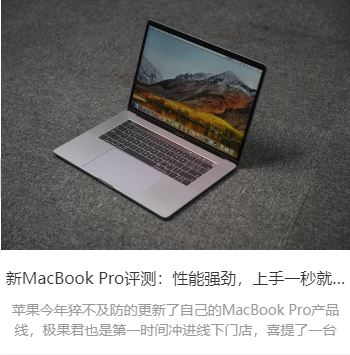 新MacBook Pro评测：性能强劲，上手一秒就...
苹果今年猝不及防的更新了自己的MacBook Pro产品
线，极果君也是第一时间冲进线下门店，喜提了一台